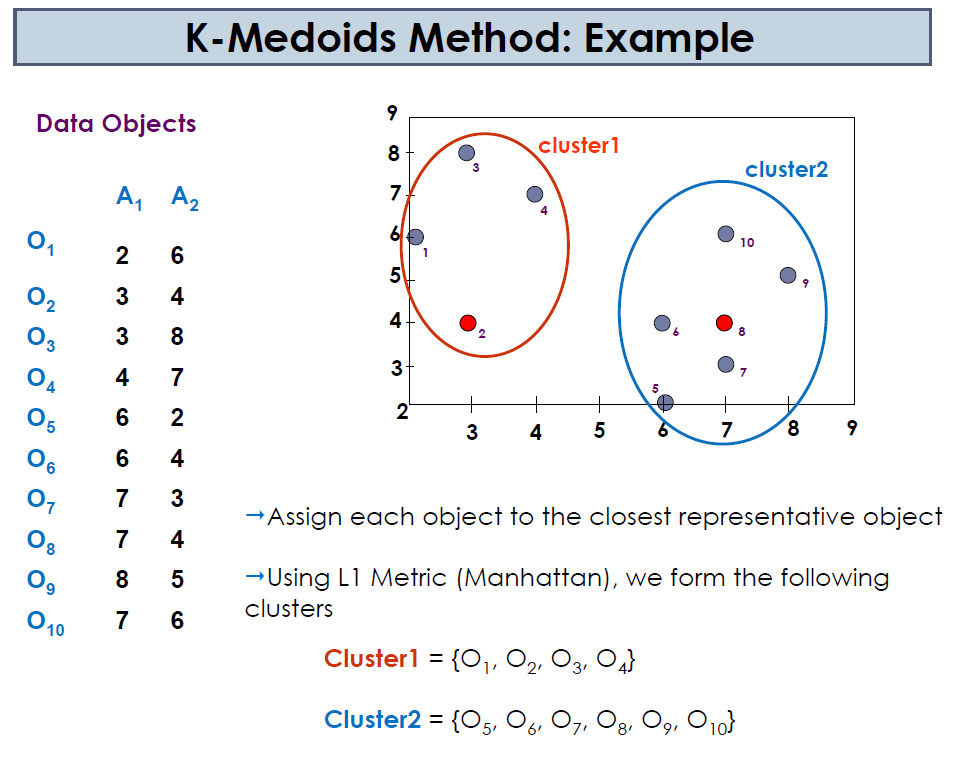 K-Medoids Method: Example
Data Objects
A1 A2
O1 2 6
O2 3 4
O3 3 8
O4 4 7
O5 6 2
O6 6 4
O7 7 3
O8 7 4
O9 8 5
O10 7 6
9
8
7
6
5
4
3
2
3 4 5 6 7 8 9
cluster1
cluster2
3
4
1
2
10
9
6
8
7
5
→Assign each object to the closest representative object
→Using L1 Metric (Manhattan), we form the following
clusters
Cluster1 = {O1, O2, O3, O4}
Cluster2 = {O5, O6, O7, O8, O9, O10}